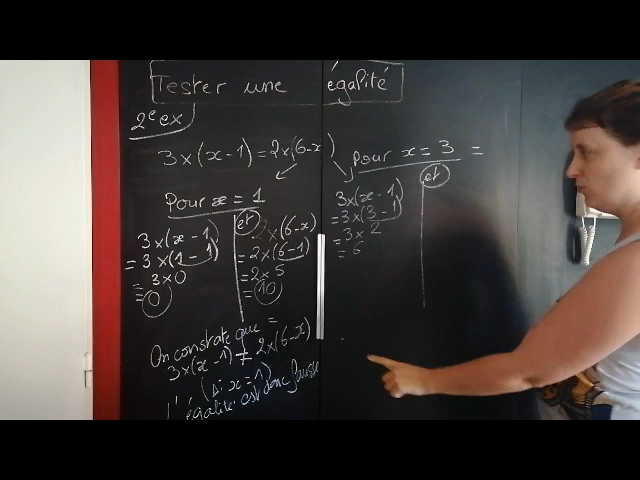 Tester une égalité
2e ex
3×(x-1)=2×(6-x)
Pour x = 1
3×(x-1)
= 3×(1-1)
= 3×0
= 0
et
2×(6-x)
= 2×(6-1)
= 2×5
= 10
On constrate que =
3×(x-1) ≠ 2×(6-x)
(si x = 1)
l'égalité est donc fausse
Pour x = 3 =
3×(x-1)
= 3×(3-1)
= 3×2
= 6
et